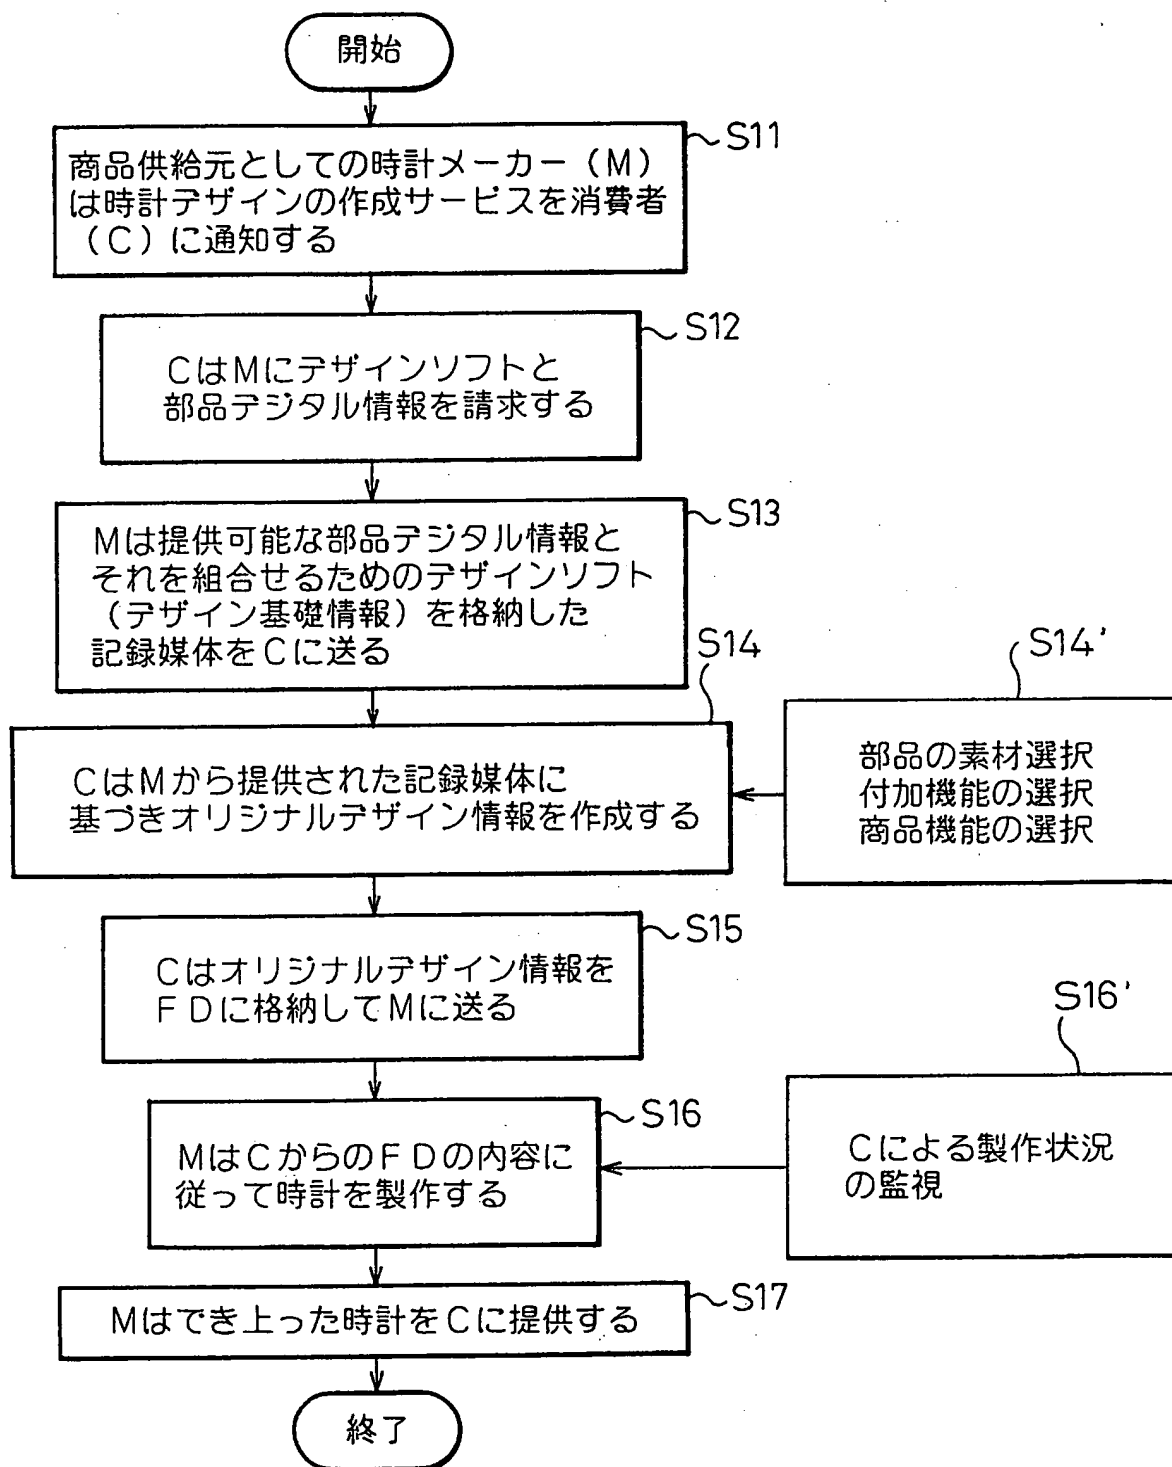 開始
S11
商品供給元としての時計メーカー（M）
は時計デザインの作成サービスを消費者
（C）に通知する
S12
CはMにデザインソフトと
部品デジタル情報を請求する
S13
Mは提供可能な部品デジタル情報と
それを組合せるためのデザインソフト
（デザイン基礎情報）を格納した
記録媒体をCに送る
S14
CはMから提供された記録媒体に
基づきオリジナルデザイン情報を作成する
S14'
部品の素材選択
付加機能の選択
商品機能の選択
S15
Cはオリジナルデザイン情報を
FDに格納してMに送る
S16
MはCからのFDの内容に
従って時計を製作する
S16'
Cによる製作状況
の監視
S17
Mはでき上った時計をCに提供する
終了